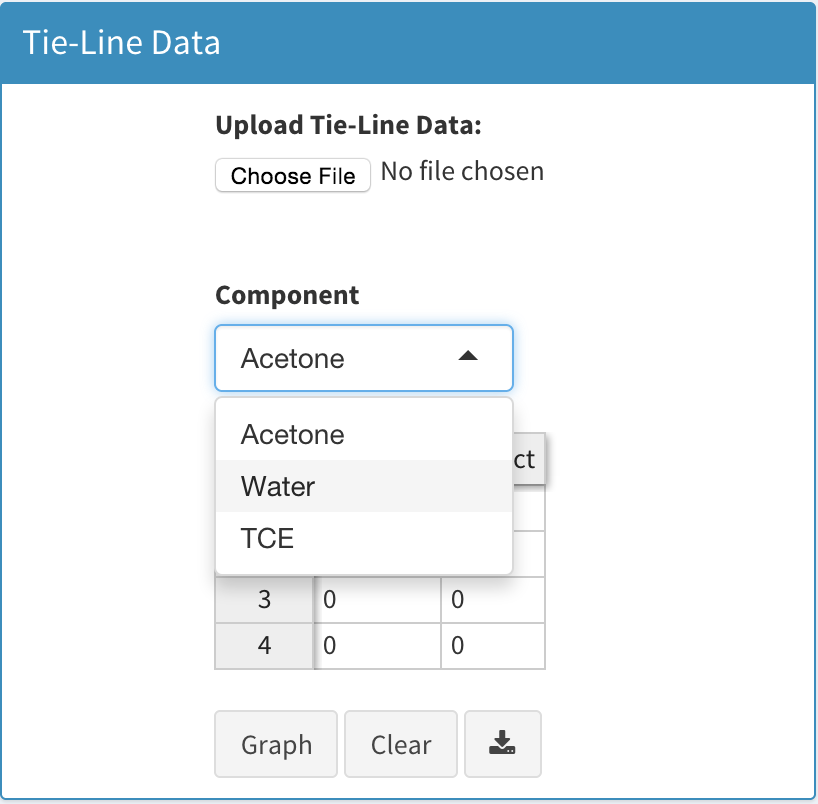 Tie-Line Data
Upload Tie-Line Data:
Choose File No file chosen
Component
Acetone
Acetone
ct
Water
TCE
3 0 0
4 0 0
Graph Clear